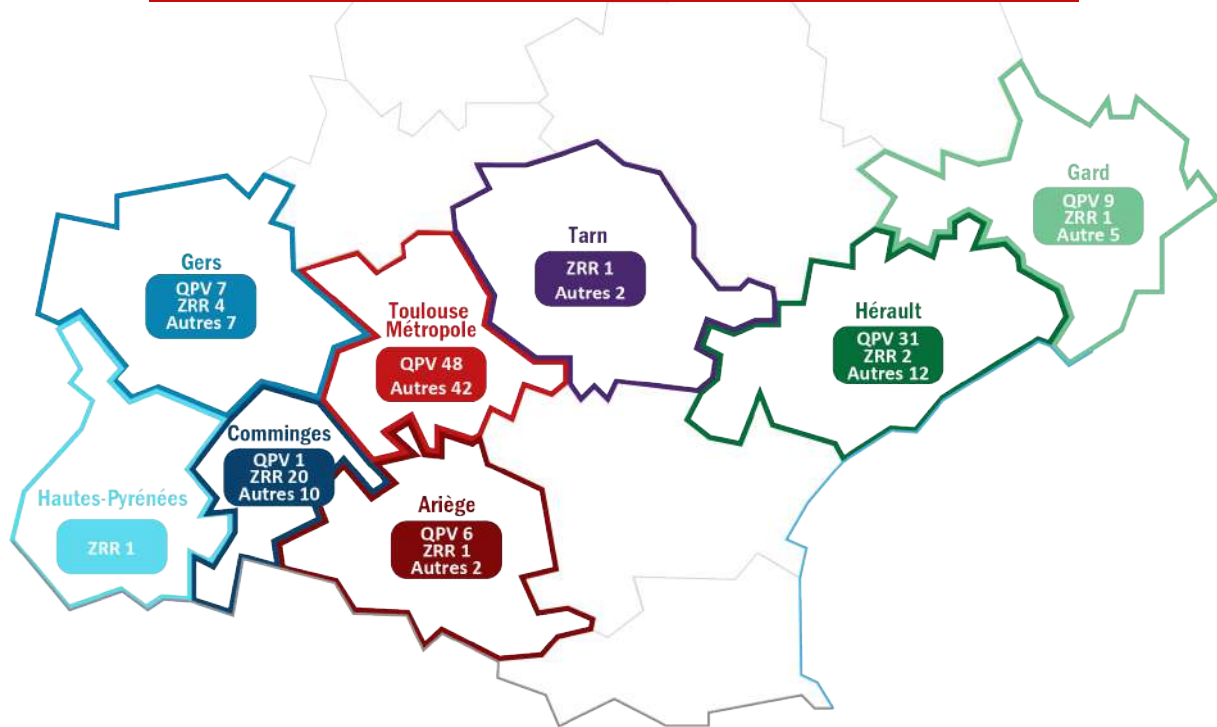 Gard
QPV 9
ZRR 1
Autre 5
Tarn
ZRR 1
Autres 2
Gers
QPV 7
ZRR 4
Autres 7
Toulouse
Métropole
QPV 48
Autres 42
Hérault
QPV 31
ZRR 2
Autres 12
Comminges
QPV 1
ZRR 20
Autres 10
Hautes-Pyrénées
ZRR 1
Ariège
QPV 6
ZRR 1
Autres 2